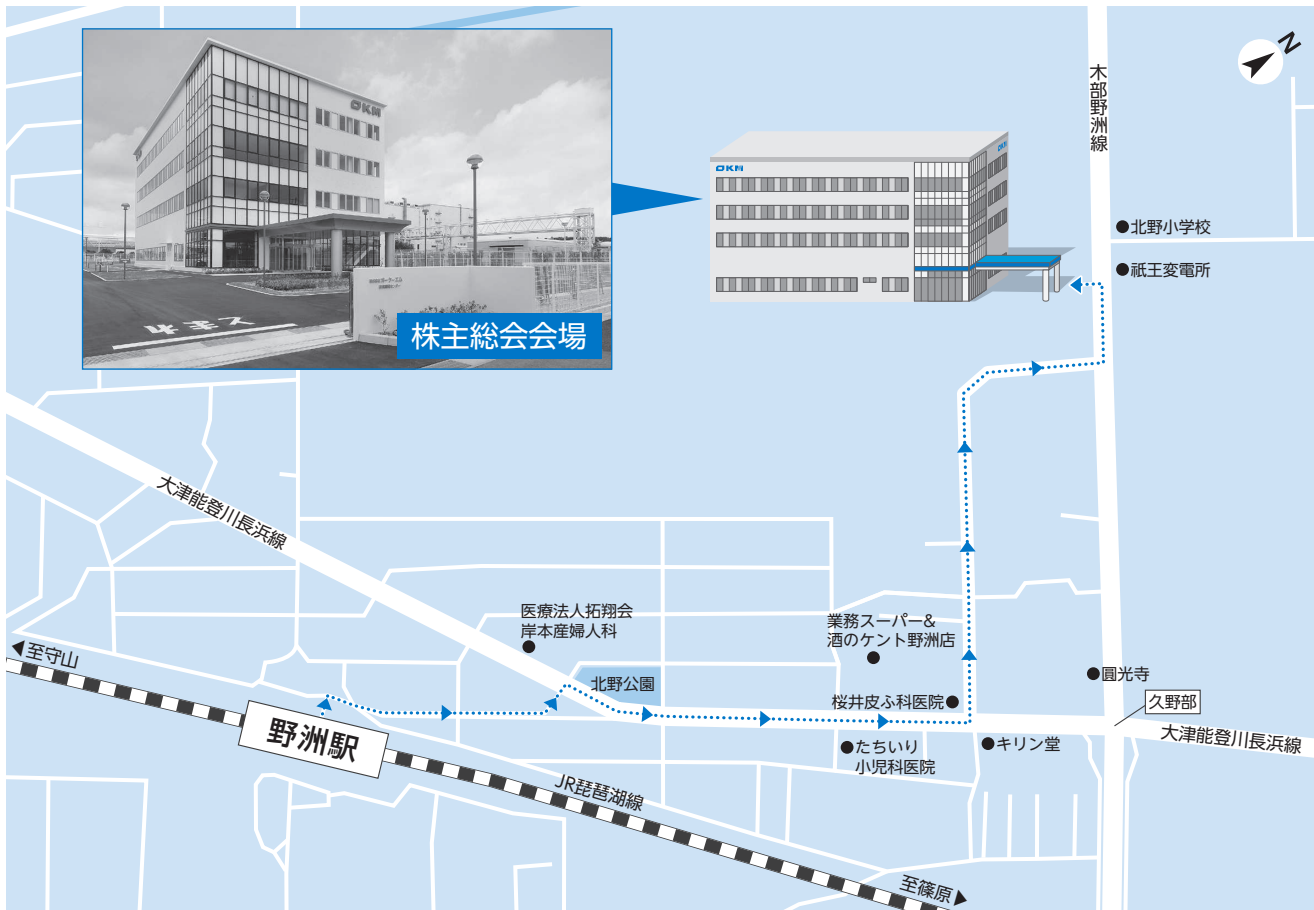 OKM
株主総会会場
とまれ
OKM
OKM
N
木部野洲線
北野小学校
祇王変電所
大津能登川長浜線
医療法人拓翔会
岸本産婦人科
業務スーパー&
酒のケント野洲店
北野公園
桜井皮ふ科医院
圓光寺
久野部
至守山
野洲駅
たちいり
小児科医院
キリン堂
大津能登川長浜線
JR琵琶湖線
至篠原